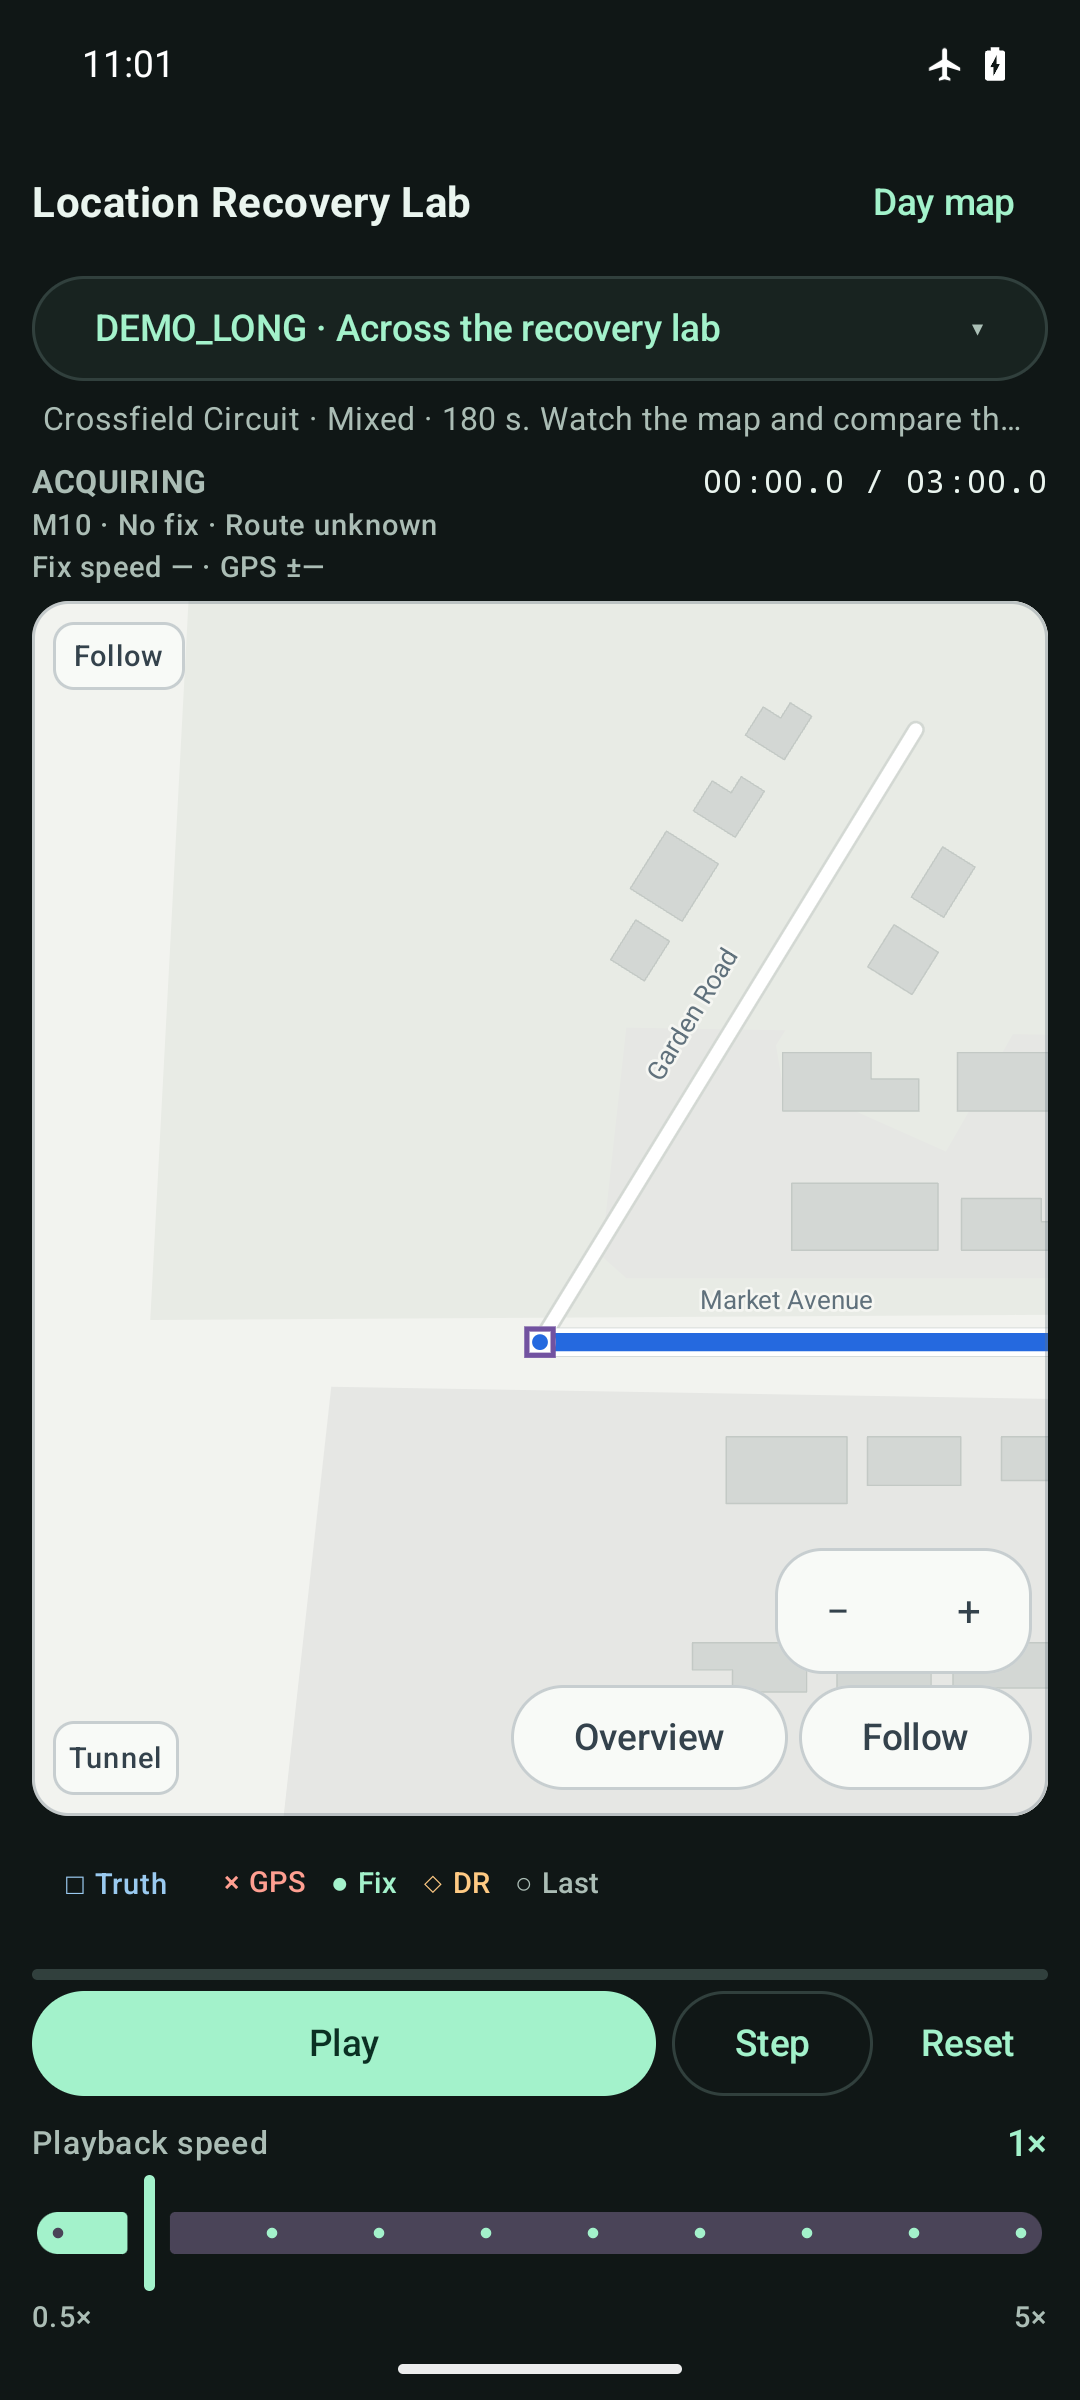 11:01
Location Recovery Lab
Day map
DEMO_LONG · Across the recovery lab
Crossfield Circuit · Mixed · 180 s. Watch the map and compare th…
ACQUIRING
00:00.0 / 03:00.0
M10 · No fix · Route unknown
Fix speed — · GPS ±—
Follow
Garden Road
Market Avenue
− +
Overview
Follow
Tunnel
□ Truth × GPS ● Fix ◇ DR ○ Last
Play
Step
Reset
Playback speed
1×
0.5×
5×